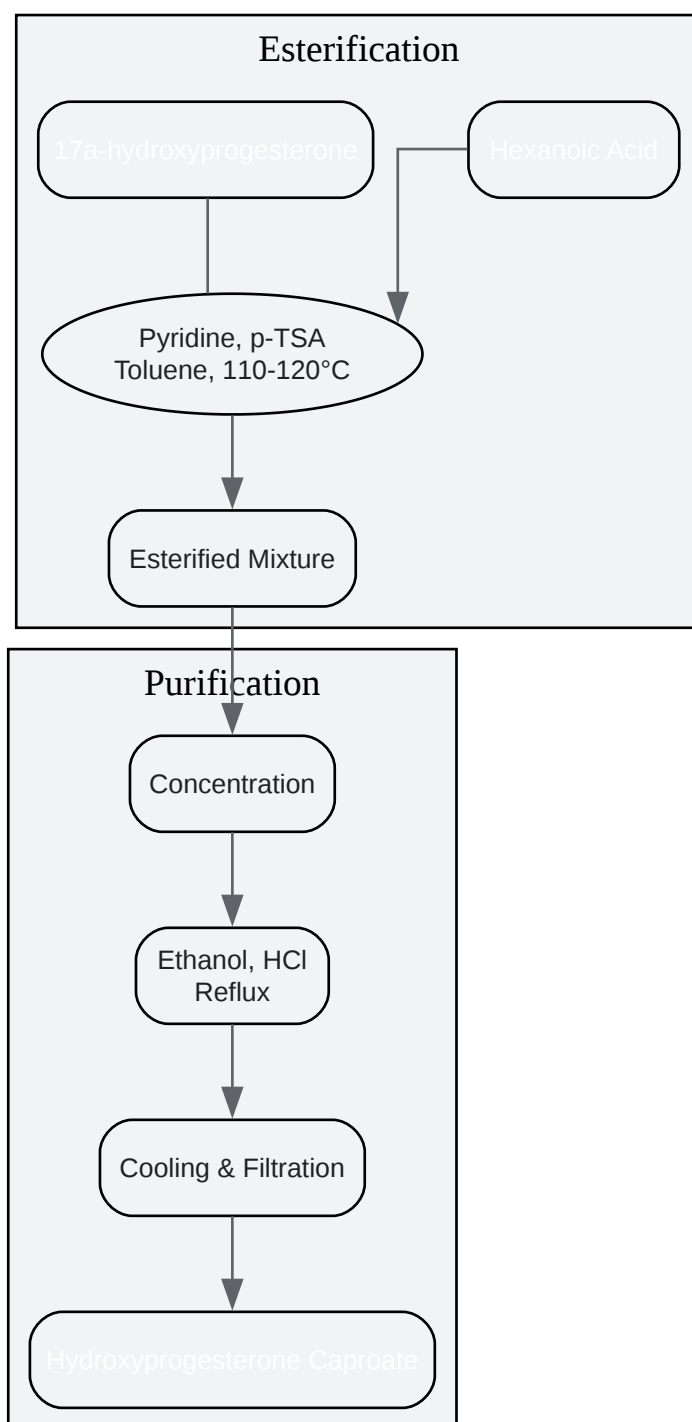 Esterification
17a-hydroxyprogesterone
Hexanoic Acid
Pyridine, p-TSA
Toluene, 110-120°C
Esterified Mixture
Purification
Concentration
Ethanol, HCl
Reflux
Cooling & Filtration
Hydroxyprogesterone Caproate